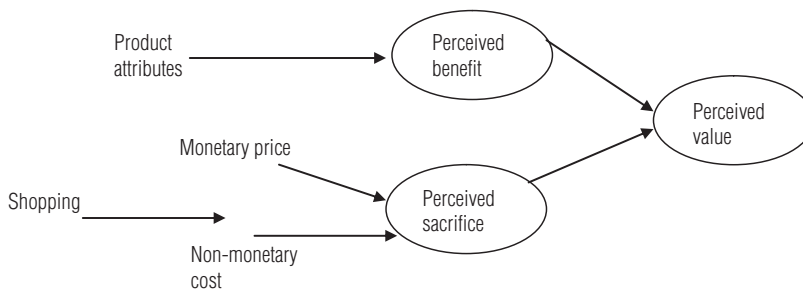 Product
attributes
Perceived
benefit
Perceived
value
Monetary price
Perceived
sacrifice
Shopping
Non-monetary
cost